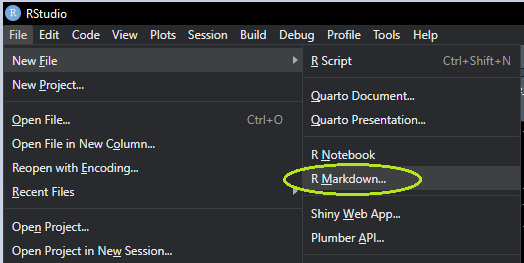 R RStudio
File Edit Code View Plots Session Build Debug Profile Tools Help
New File
New Project...
Open File... Ctrl+O
Open File in New Column...
Reopen with Encoding...
Recent Files
Open Project...
Open Project in New Session...
R Script Ctrl+Shift+N
Quarto Document...
Quarto Presentation...
R Notebook
R Markdown...
Shiny Web App...
Plumber API...